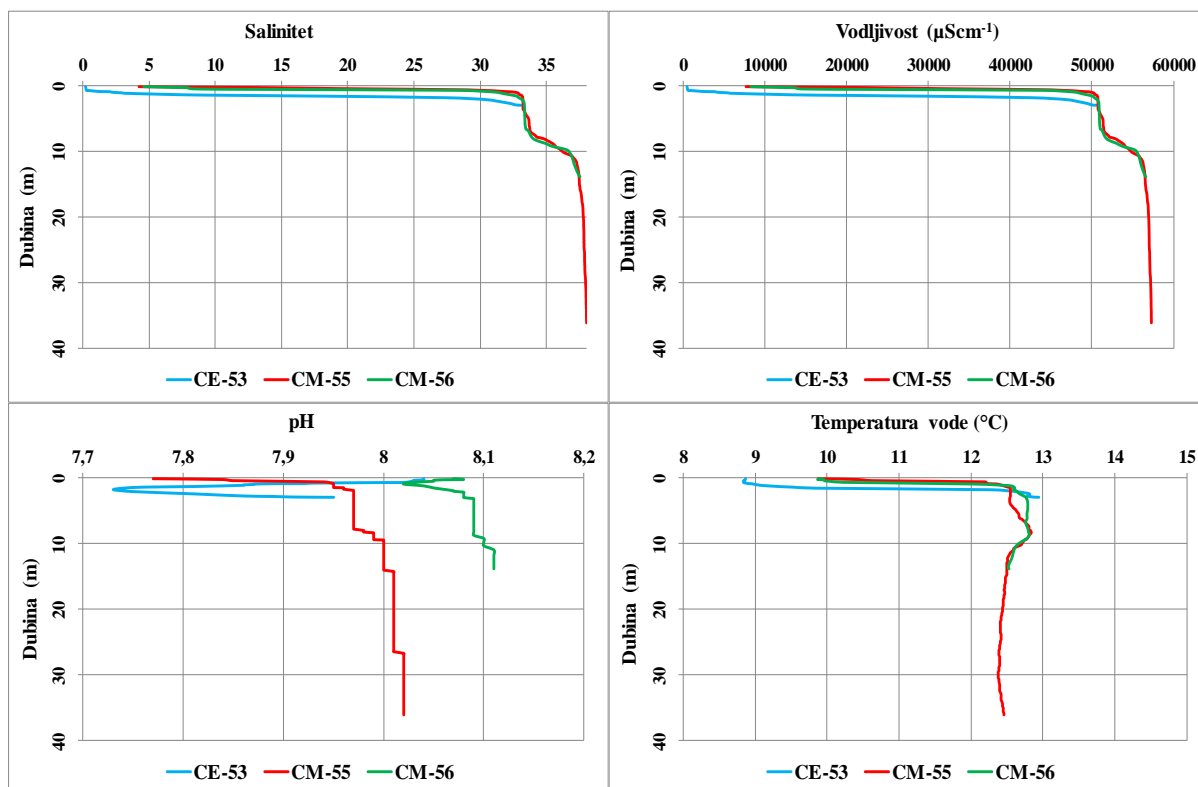 Salinitet
0 5 10 15 20 25 30 35
Dubina (m)
0
10
20
30
40
CE-53 CM-55 CM-56
Vodljivost (µScm-1)
0 10000 20000 30000 40000 50000 60000
Dubina (m)
0
10
20
30
40
CE-53 CM-55 CM-56
pH
7,7 7,8 7,9 8 8,1 8,2
Dubina (m)
0
10
20
30
40
CE-53 CM-55 CM-56
Temperatura vode (°C)
8 9 10 11 12 13 14 15
Dubina (m)
0
10
20
30
40
CE-53 CM-55 CM-56